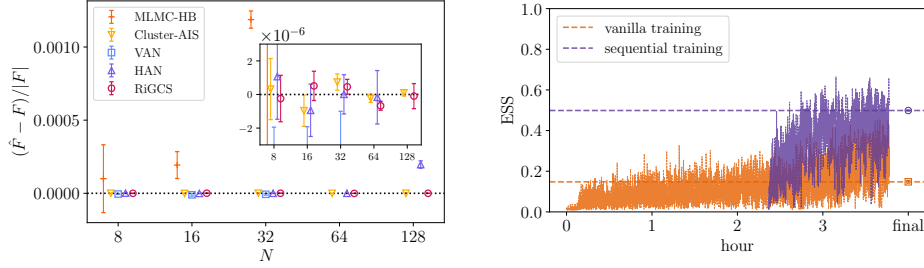 MLMC-HB
Cluster-AIS
VAN
HAN
RiGCS
×10⁻⁶
2
0
−2
8 16 32 64 128
0.0010
0.0005
0.0000
(F̂ − F)/|F|
8 16 32 64 128
N
vanilla training
sequential training
1.0
0.8
0.6
0.4
0.2
0.0
ESS
0 1 2 3 final
hour